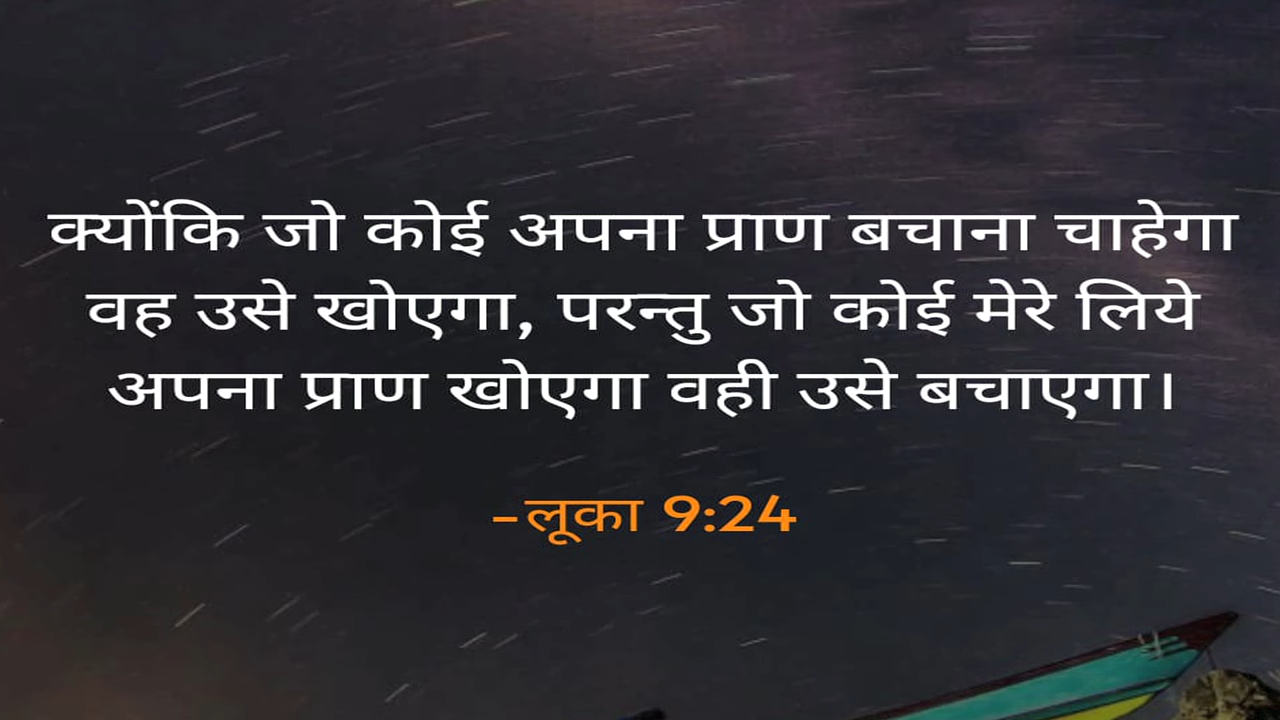 क्योंकि जो कोई अपना प्राण बचाना चाहेगा
वह उसे खोएगा, परन्तु जो कोई मेरे लिये
अपना प्राण खोएगा वही उसे बचाएगा।
-लूका 9:24